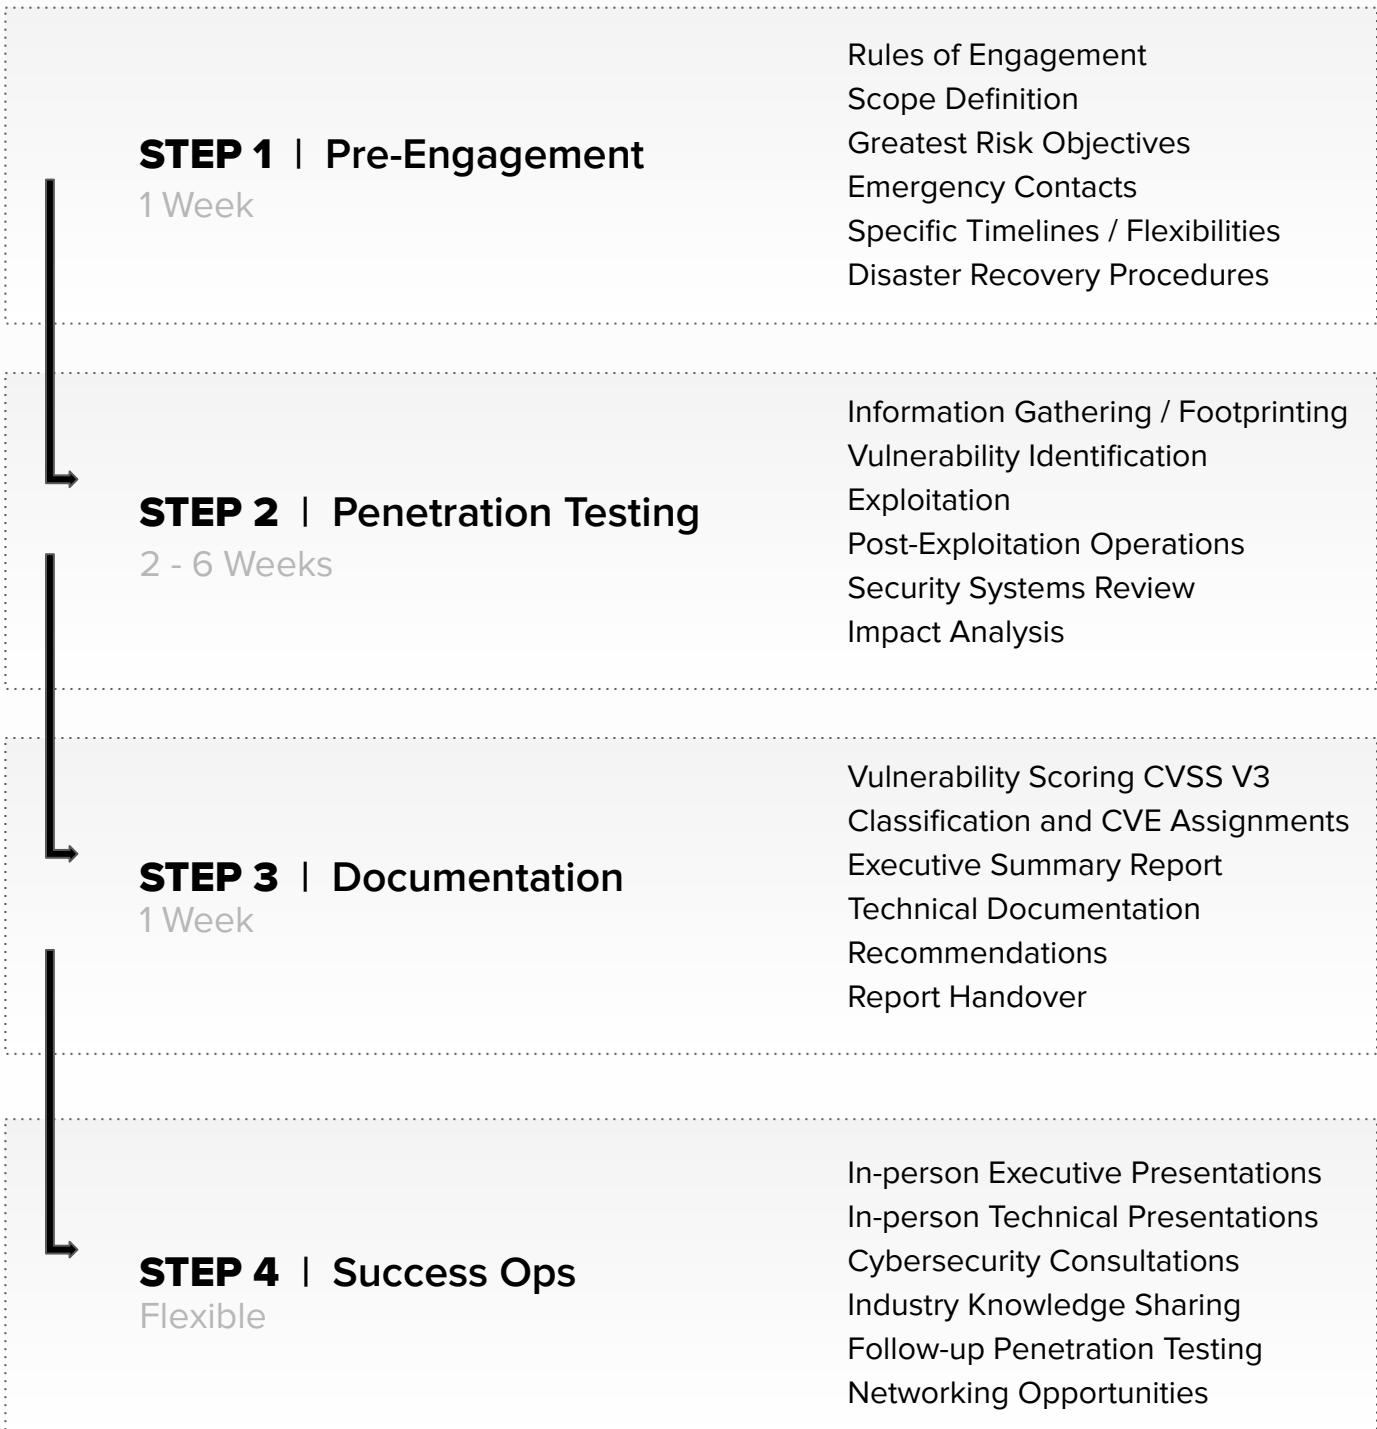 STEP 1 | Pre-Engagement
1 Week
Rules of Engagement
Scope Definition
Greatest Risk Objectives
Emergency Contacts
Specific Timelines / Flexibilities
Disaster Recovery Procedures
STEP 2 | Penetration Testing
2 - 6 Weeks
Information Gathering / Footprinting
Vulnerability Identification
Exploitation
Post-Exploitation Operations
Security Systems Review
Impact Analysis
STEP 3 | Documentation
1 Week
Vulnerability Scoring CVSS V3
Classification and CVE Assignments
Executive Summary Report
Technical Documentation
Recommendations
Report Handover
STEP 4 | Success Ops
Flexible
In-person Executive Presentations
In-person Technical Presentations
Cybersecurity Consultations
Industry Knowledge Sharing
Follow-up Penetration Testing
Networking Opportunities